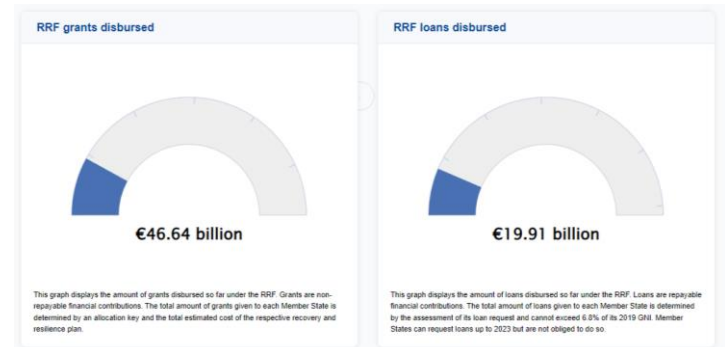 RRF grants disbursed
€46.64 billion
This graph displays the amount of grants disbursed so far under the RRF. Grants are non-
repayable financial contributions. The total amount of grants given to each Member State is
determined by an allocation key and the total estimated cost of the respective recovery and
resilience plan.
RRF loans disbursed
€19.91 billion
This graph displays the amount of loans disbursed so far under the RRF. Loans are repayable
financial contributions. The total amount of loans given to each Member State is determined
by the assessment of its loan request and cannot exceed 6.8% of its 2019 GNI. Member
States can request loans up to 2023 but are not obliged to do so.